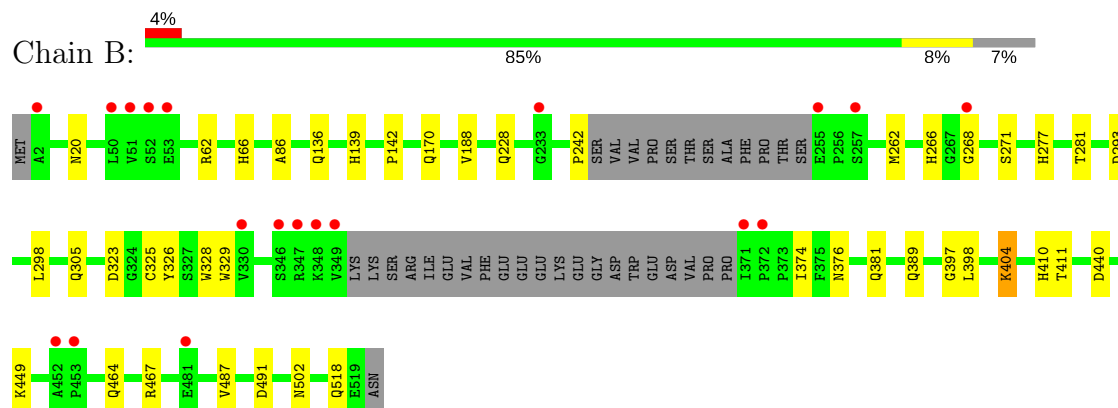 4%
Chain B:
85% 8% 7%
MET A2 N20 L50 V51 S52 E53 R62 H66 A86 Q136 H139 P142 Q170 V188 Q228 G233 P242 SER VAL VAL PRO SER THR SER ALA PHE PRO THR SER E255 P256 S257 M262 H266 G267 G268 S271 H277 T281 D293
L298 Q305 D323 G324 C325 Y326 S327 W328 W329 V330 S346 R347 K348 V349 LYS LYS SER ARG ILE GLU VAL PHE GLU GLU GLU LYS GLU GLY ASP TRP GLU ASP VAL PRO PRO I371 P372 P373 I374 F375 N376 Q381 Q389 G397 L398 K404 H410 T411 D440
K449 A452 P453 Q464 R467 E481 V487 D491 N502 Q518 E519 ASN